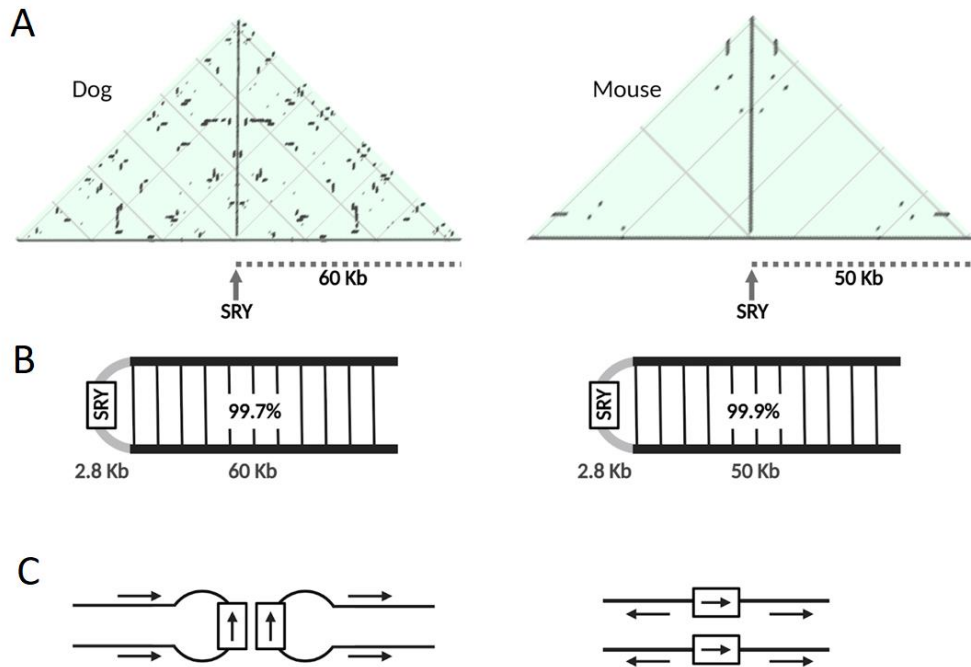 A
Dog
Mouse
60 Kb
50 Kb
SRY
SRY
B
SRY
99.7%
SRY
99.9%
2.8 Kb
60 Kb
2.8 Kb
50 Kb
C